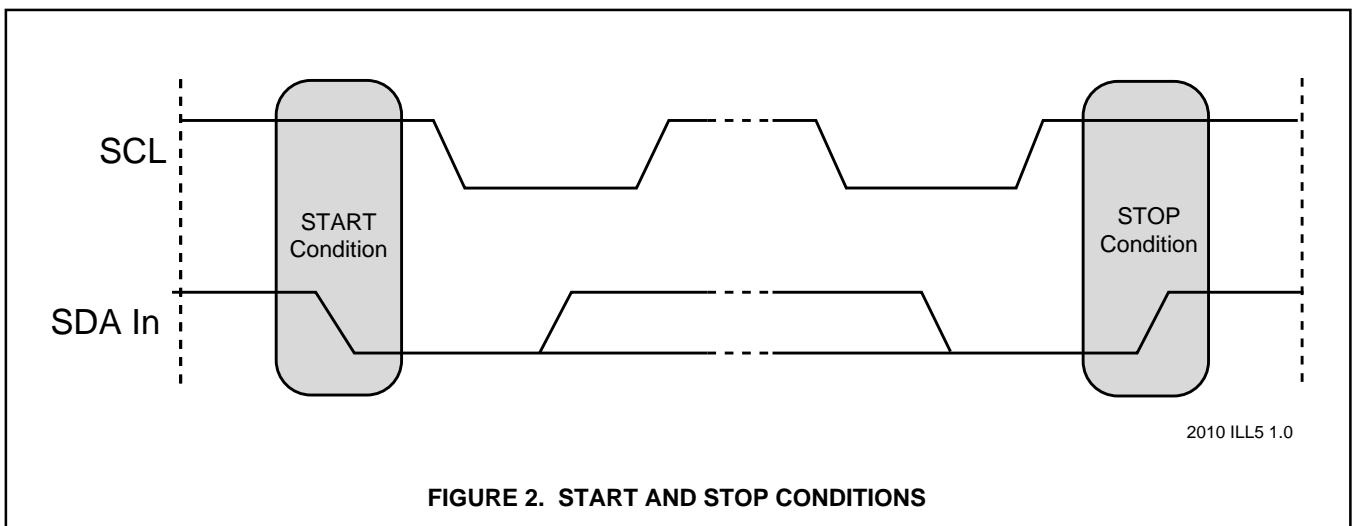 SCL
START
Condition
STOP
Condition
SDA In
2010 ILL5 1.0
FIGURE 2. START AND STOP CONDITIONS